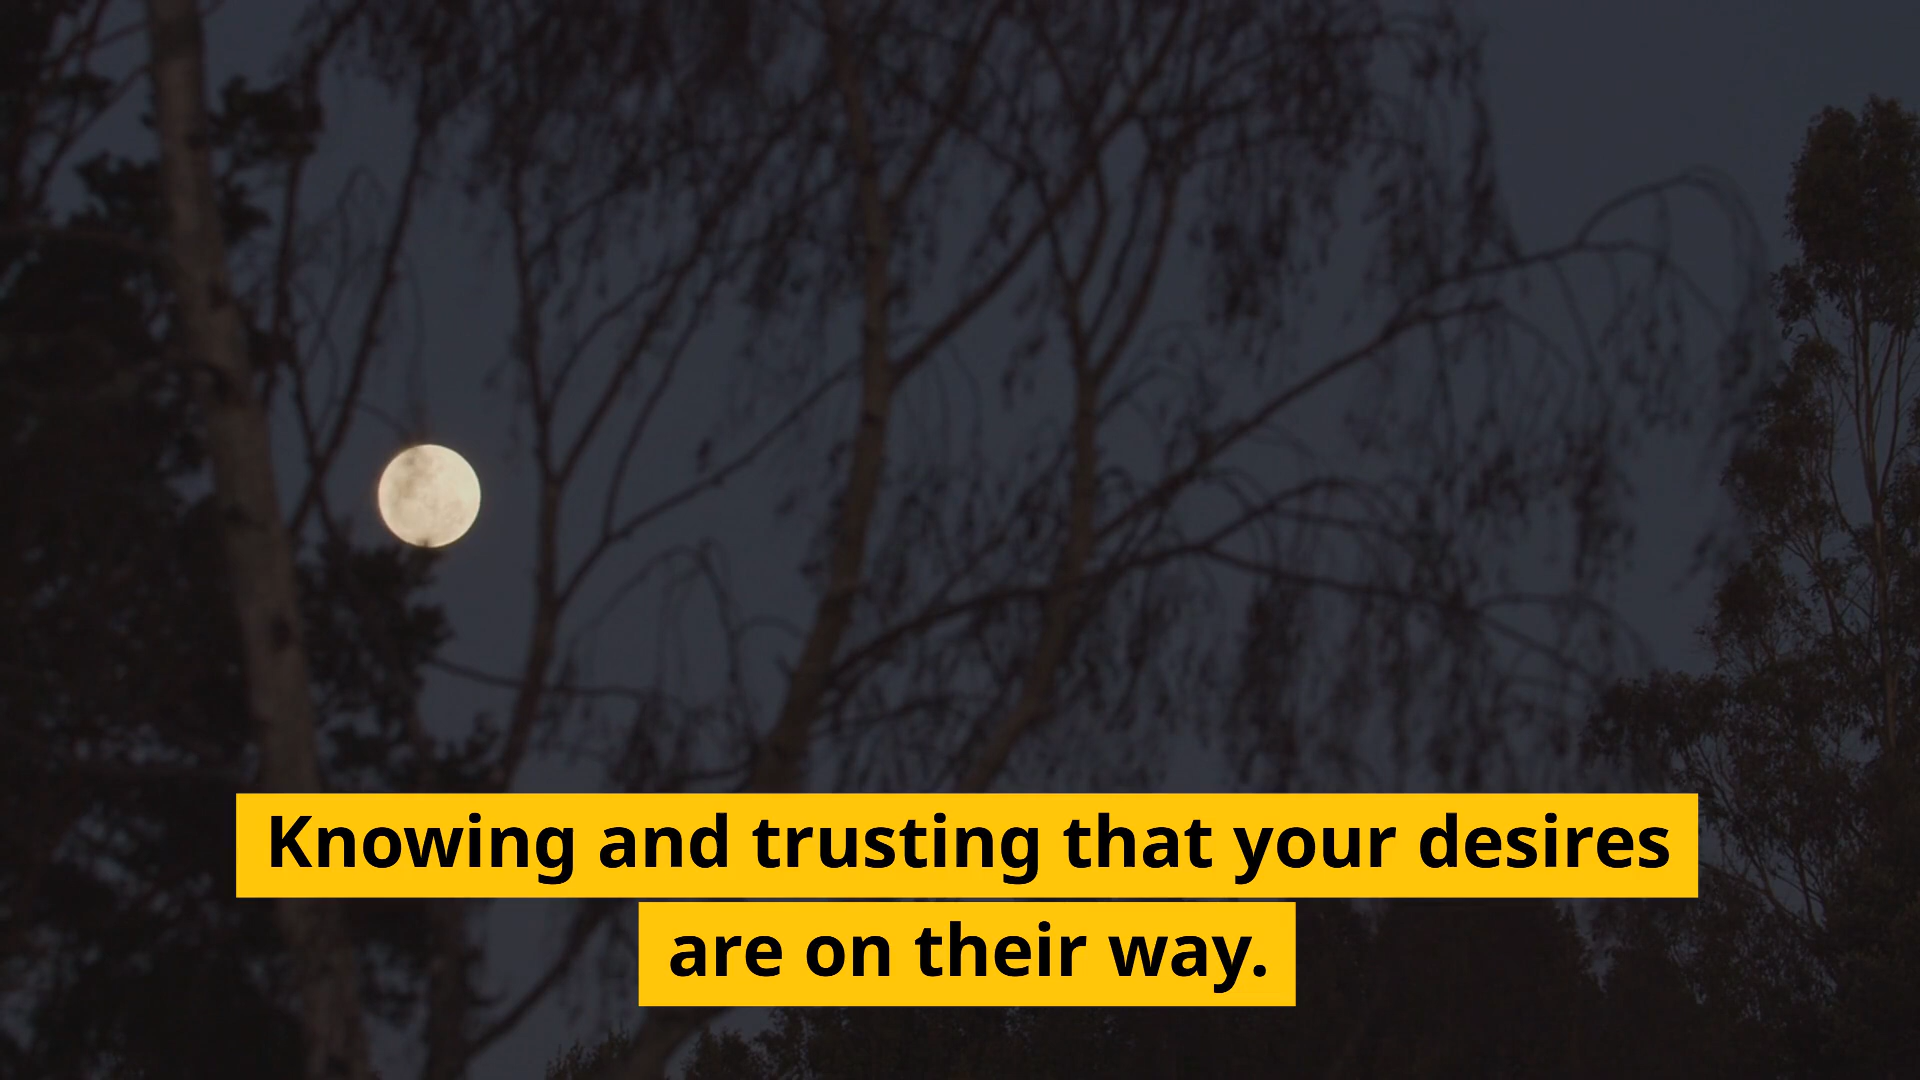 Knowing and trusting that your desires
are on their way.